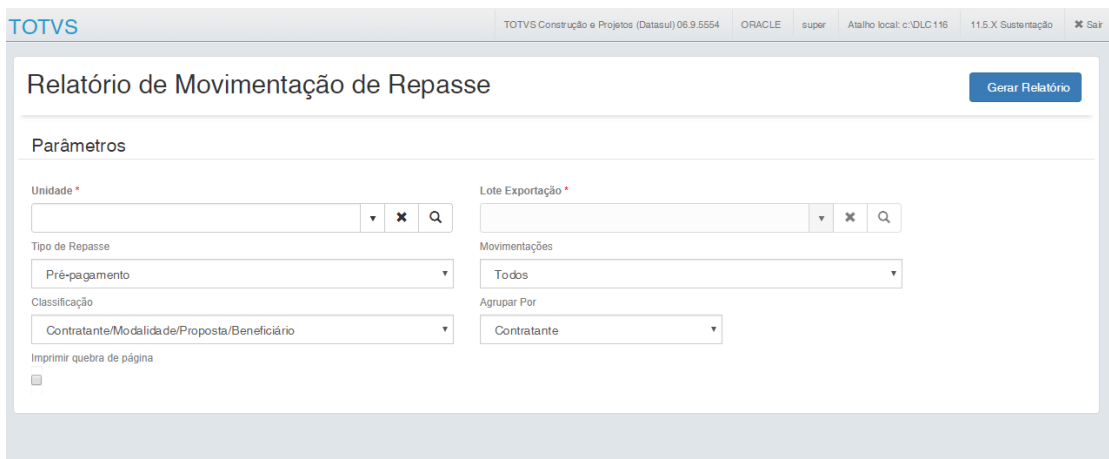 TOTVS
TOTVS Construção e Projetos (Datasul) 06.9.5554 ORACLE super Atalho local: c:\DLC116 11.5.X Sustentação ✖ Sair
Relatório de Movimentação de Repasse
Gerar Relatório
Parâmetros
Unidade *
Lote Exportação *
Tipo de Repasse
Movimentações
Pré-pagamento
Todos
Classificação
Agrupar Por
Contratante/Modalidade/Proposta/Beneficiário
Contratante
Imprimir quebra de página